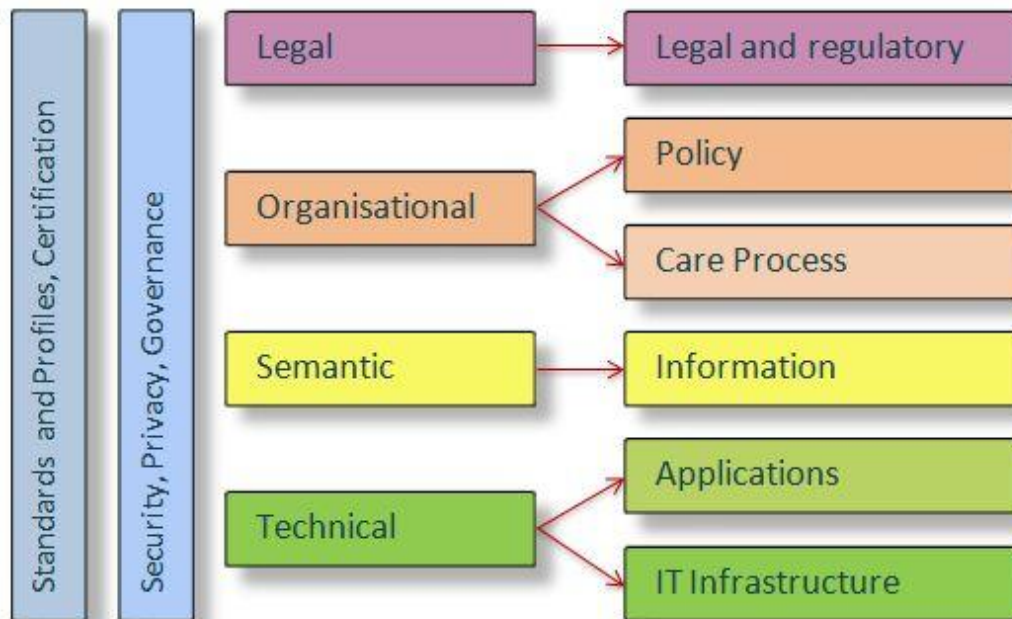 Standards and Profiles, Certification
Security, Privacy, Governance
Legal
Legal and regulatory
Organisational
Policy
Care Process
Semantic
Information
Technical
Applications
IT Infrastructure